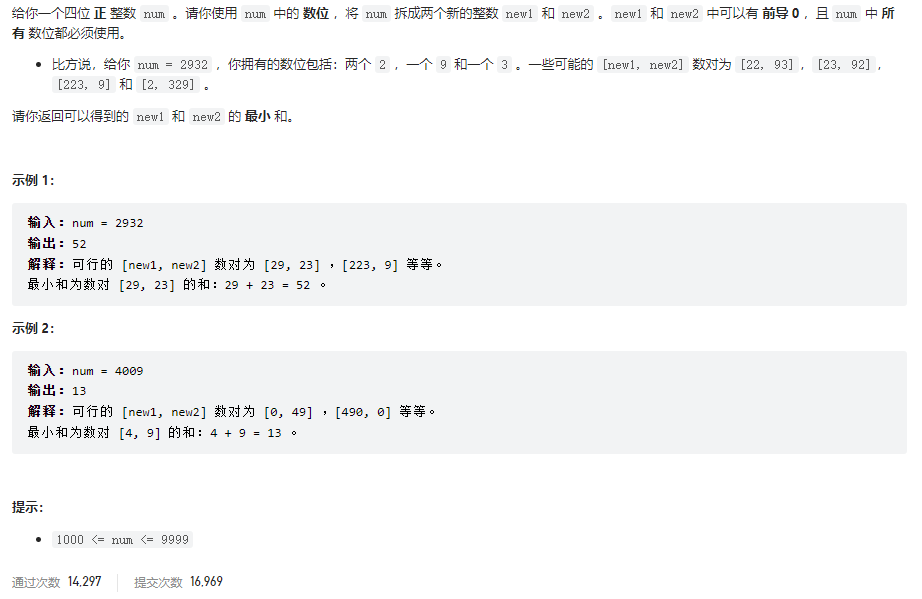 给你一个四位 正 整数 num 。请你使用 num 中的 数位 ，将 num 拆成两个新的整数 new1 和 new2 。new1 和 new2 中可以有 前导 0 ，且 num 中 所
有 数位都必须使用。
• 比方说，给你 num = 2932 ，你拥有的数位包括：两个 2 ，一个 9 和一个 3 。一些可能的 [new1, new2] 数对为 [22, 93]，[23, 92]，
[223, 9] 和 [2, 329] 。
请你返回可以得到的 new1 和 new2 的 最小 和。
示例 1：
输入：num = 2932
输出：52
解释：可行的 [new1, new2] 数对为 [29, 23] ，[223, 9] 等等。
最小和为数对 [29, 23] 的和：29 + 23 = 52 。
示例 2：
输入：num = 4009
输出：13
解释：可行的 [new1, new2] 数对为 [0, 49] ，[490, 0] 等等。
最小和为数对 [4, 9] 的和：4 + 9 = 13 。
提示：
• 1000 <= num <= 9999
通过次数 14,297 提交次数 16,969